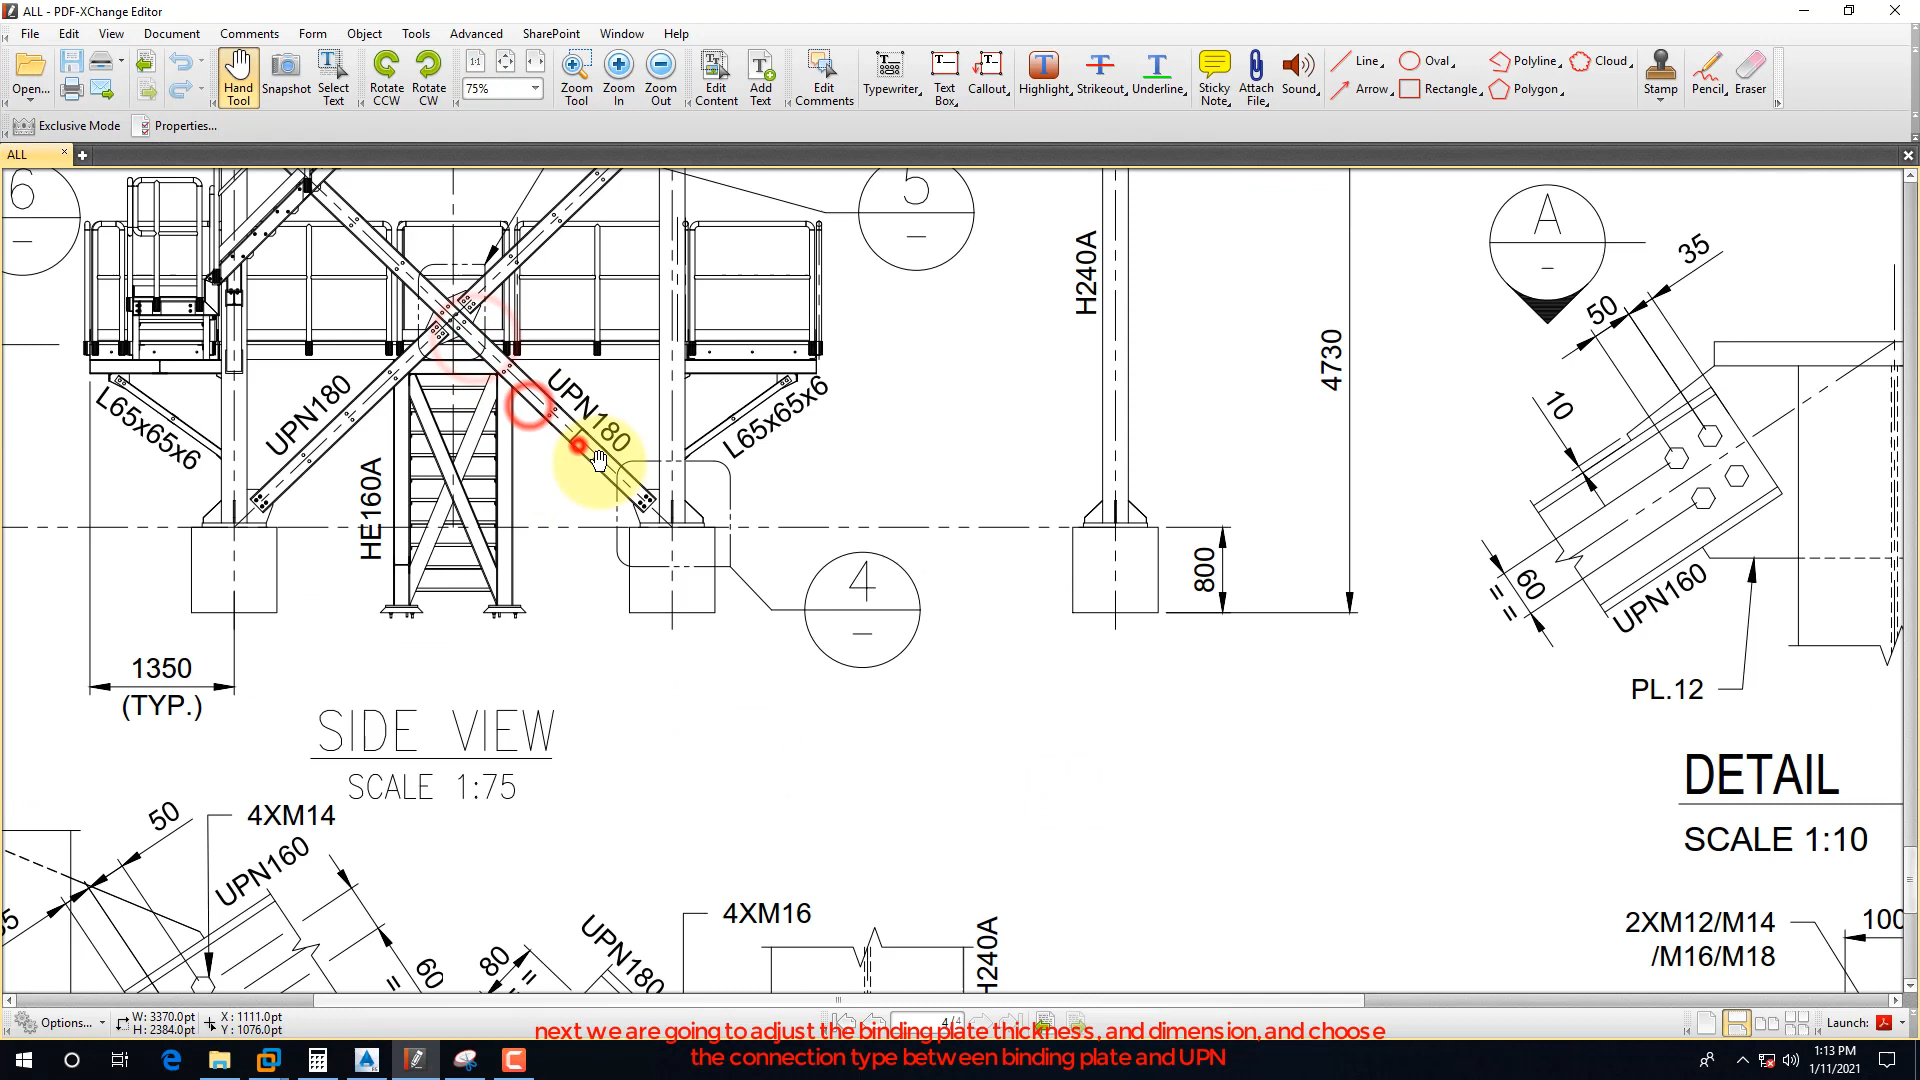 ALL - PDF-XChange Editor
File Edit View Document Comments Form Object Tools Advanced SharePoint Window Help
Open...
Hand Tool
Snapshot
Select Text
Rotate CCW
Rotate CW
1:1
75%
Zoom Tool
Zoom In
Zoom Out
Edit Content
Add Text
Edit Comments
Typewriter
Text Box
Callout
Highlight
Strikeout
Underline
Sticky Note
Attach File
Sound
Line
Arrow
Oval
Rectangle
Polyline
Polygon
Cloud
Stamp
Pencil
Eraser
Exclusive Mode
Properties...
ALL
6
5
A
35
50
10
H240A
4730
UPN180
UPN180
L65x65x6
L65x65x6
HE160A
60
= =
UPN160
800
4
PL.12
1350
(TYP.)
SIDE VIEW
SCALE 1:75
DETAIL
SCALE 1:10
50
4XM14
UPN160
60
=
80
=
UPN180
4XM16
H240A
2XM12/M14
/M16/M18
100
Options...
W: 3370.0pt
H: 2384.0pt
X: 1111.0pt
Y: 1076.0pt
4/4
Launch:
next we are going to adjust the binding plate thickness, and dimension, and choose
the connection type between binding plate and UPN
1:13 PM
1/11/2021